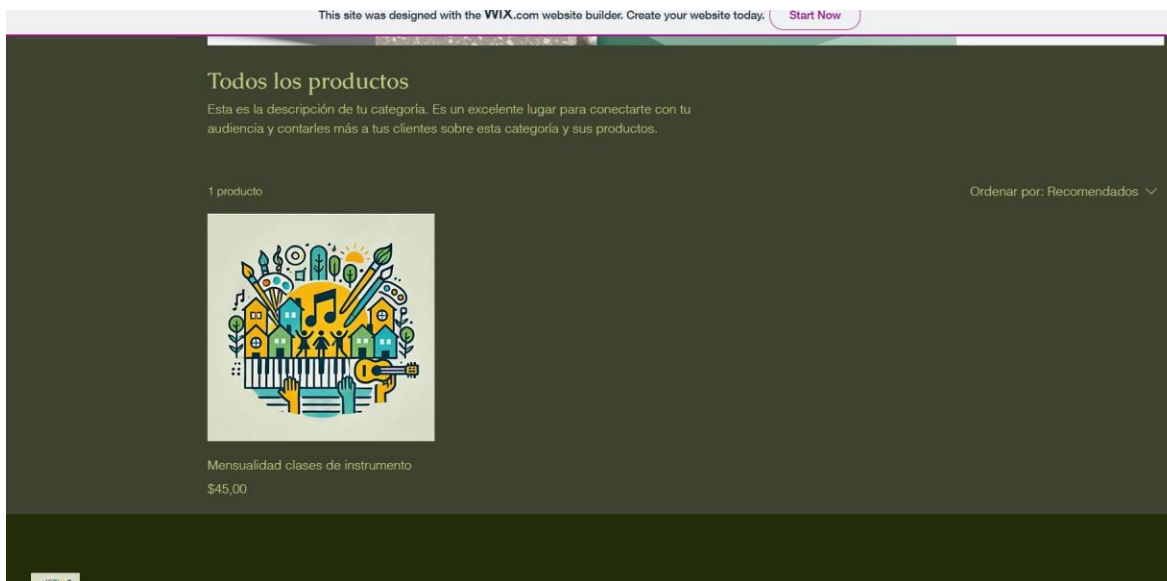 This site was designed with the WIX.com website builder. Create your website today. Start Now
Todos los productos
Esta es la descripción de tu categoría. Es un excelente lugar para conectarte con tu
audiencia y contarles más a tus clientes sobre esta categoría y sus productos.
1 producto
Ordenar por: Recomendados
Mensualidad clases de instrumento
$45,00